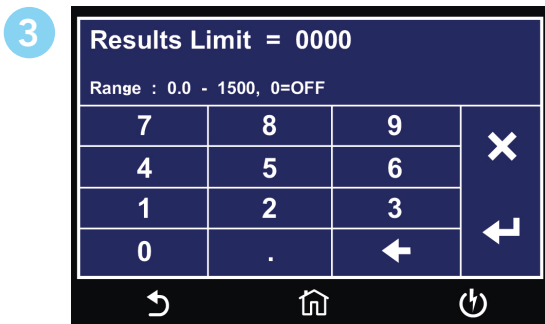 3
Results Limit = 0000
Range : 0.0 - 1500, 0=OFF
7 8 9
4 5 6
1 2 3
0 .